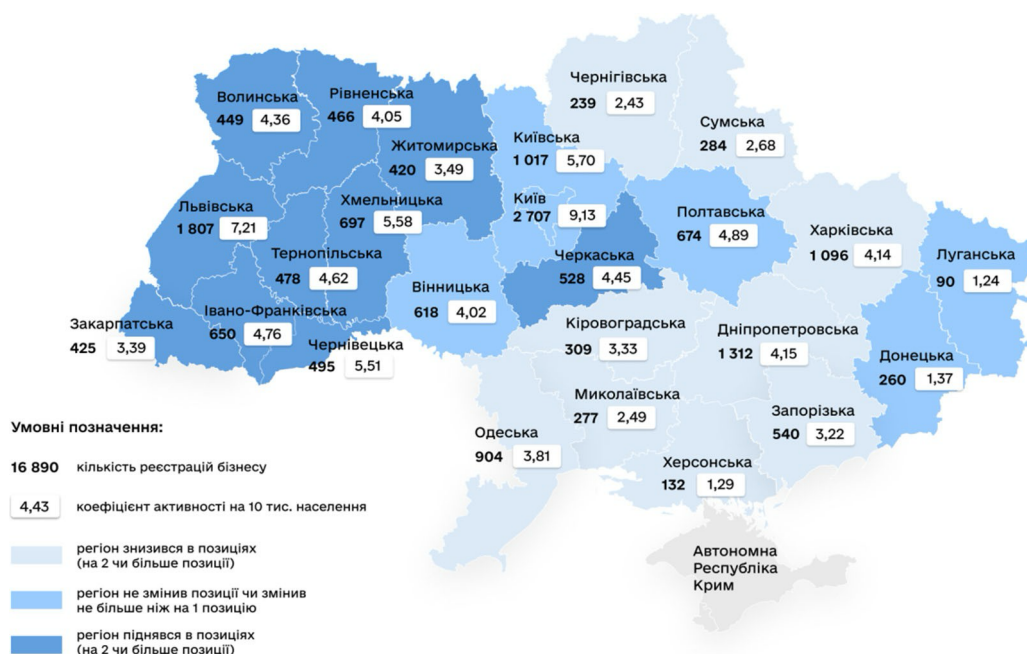 Чернігівська
239 2,43
Сумська
284 2,68
Волинська
449 4,36
Рівненська
466 4,05
Житомирська
420 3,49
Київська
1 017 5,70
Київ
2 707 9,13
Львівська
1 807 7,21
Хмельницька
697 5,58
Полтавська
674 4,89
Харківська
1 096 4,14
Луганська
90 1,24
Тернопільська
478 4,62
Черкаська
528 4,45
Вінницька
618 4,02
Івано-Франківська
650 4,76
Закарпатська
425 3,39
Чернівецька
495 5,51
Кіровоградська
309 3,33
Дніпропетровська
1 312 4,15
Донецька
260 1,37
Миколаївська
277 2,49
Запорізька
540 3,22
Одеська
904 3,81
Херсонська
132 1,29
Автономна
Республіка
Крим
Умовні позначення:
16 890 кількість реєстрацій бізнесу
4,43 коефіцієнт активності на 10 тис. населення
регіон знизився в позиціях
(на 2 чи більше позиції)
регіон не змінив позиції чи змінив
не більше ніж на 1 позицію
регіон піднявся в позиціях
(на 2 чи більше позиції)